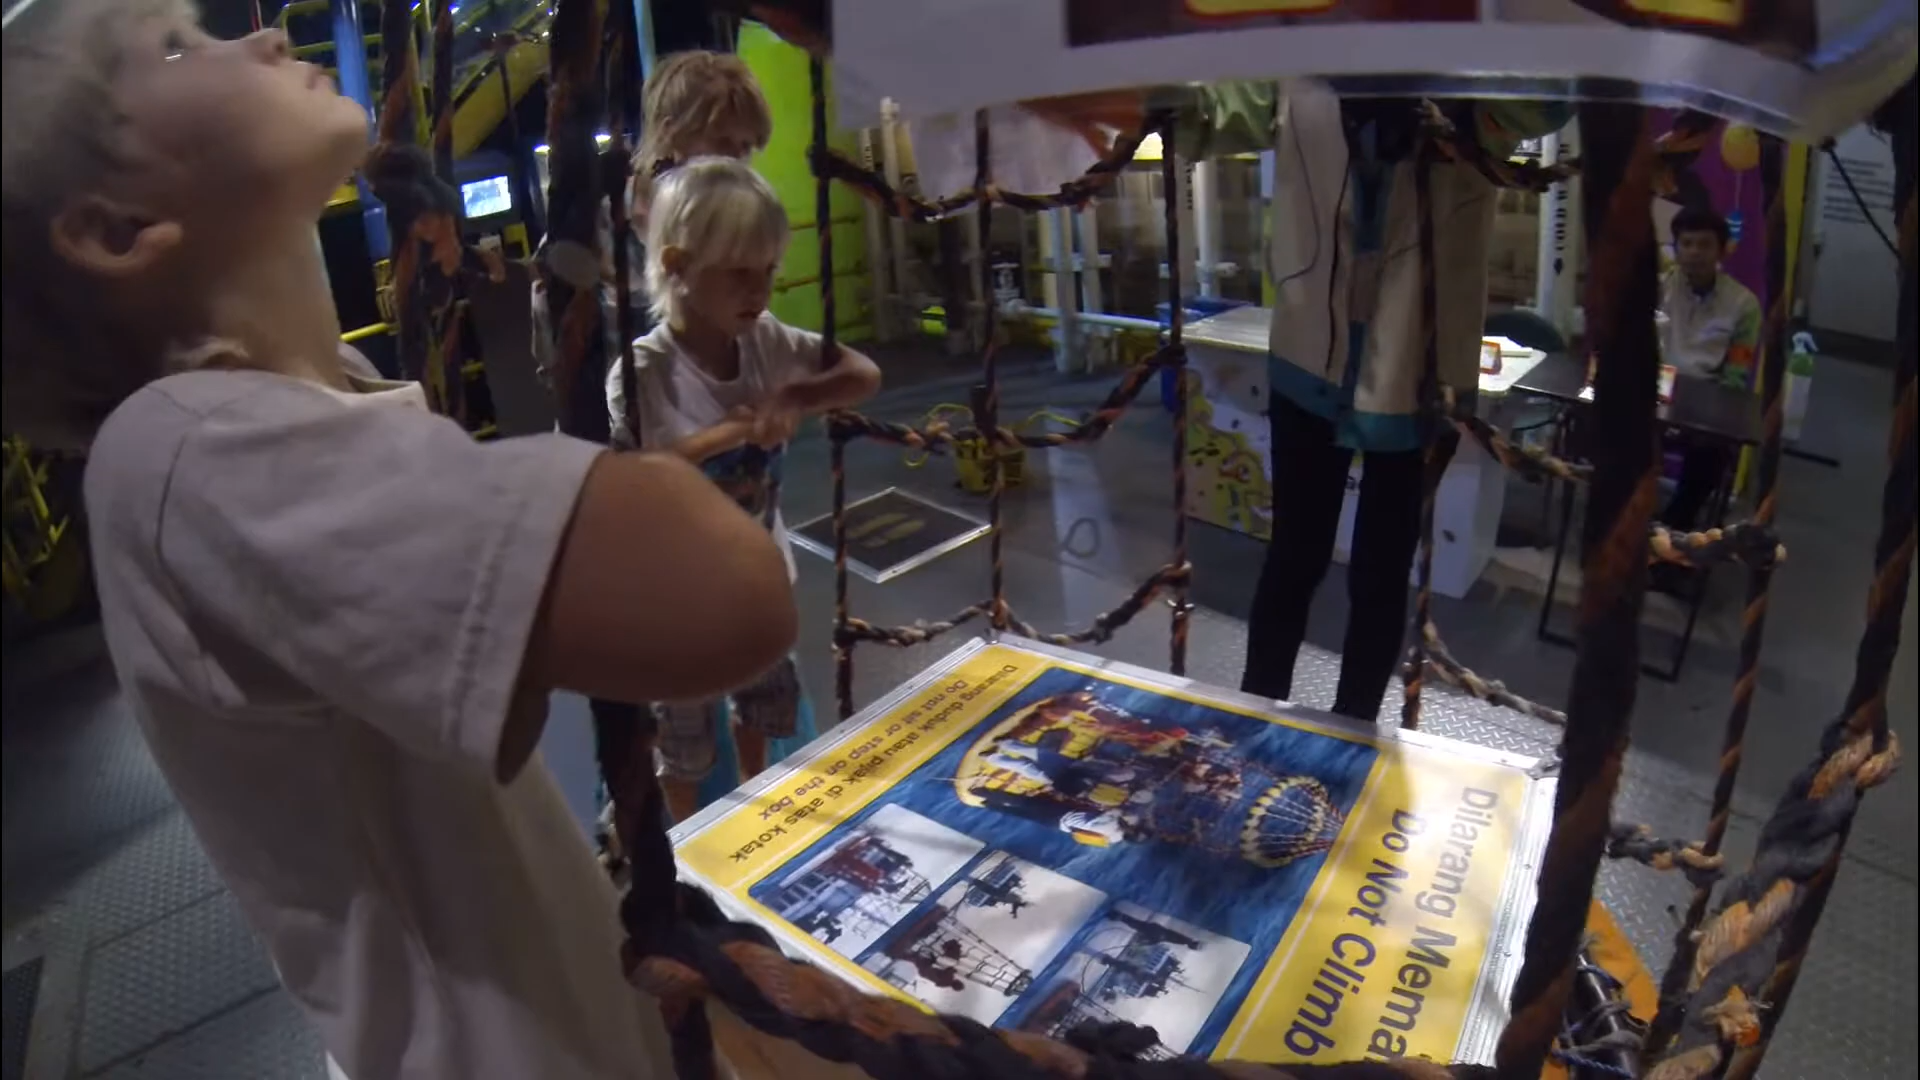 Dilarang
Do Not Climb
Dilarang duduk atau pijak di atas kotak
Do not sit or step on the box